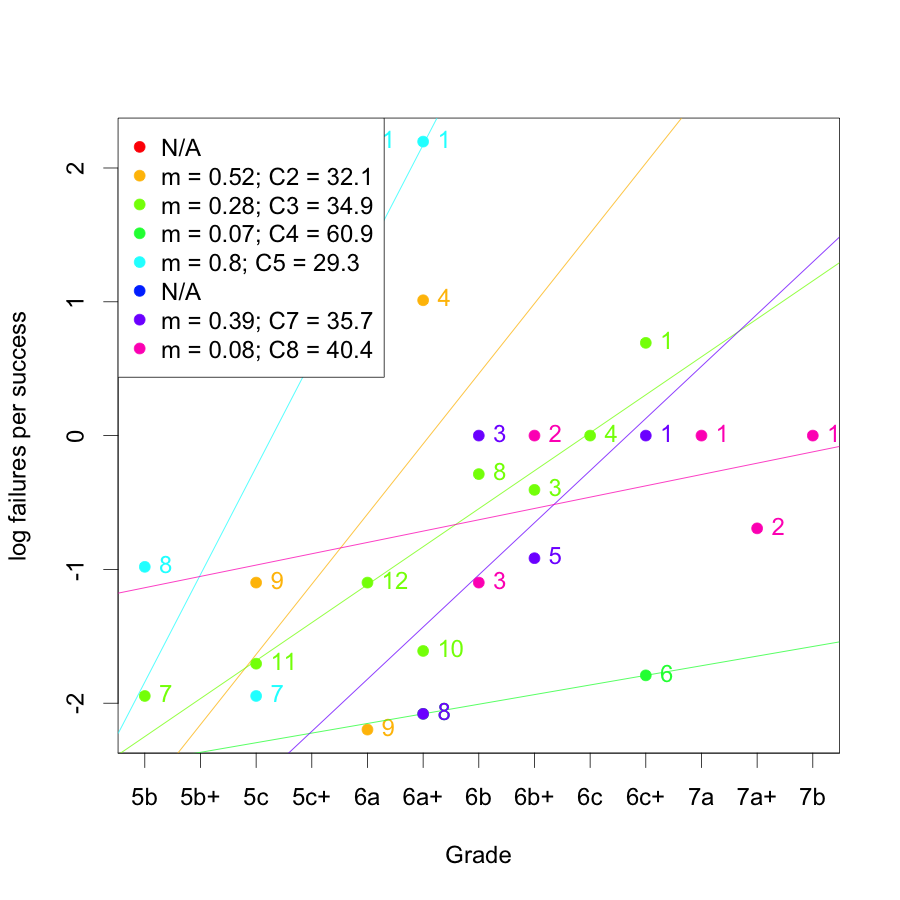 2
1
0
-1
-2
log failures per success
N/A
m = 0.52; C2 = 32.1
m = 0.28; C3 = 34.9
m = 0.07; C4 = 60.9
m = 0.8; C5 = 29.3
N/A
m = 0.39; C7 = 35.7
m = 0.08; C8 = 40.4
1 1
4
1
3 2 4 1 1 1
8
3
2
5
8 9 12 3
10
11
7 7
6
8
9
5b 5b+ 5c 5c+ 6a 6a+ 6b 6b+ 6c 6c+ 7a 7a+ 7b
Grade